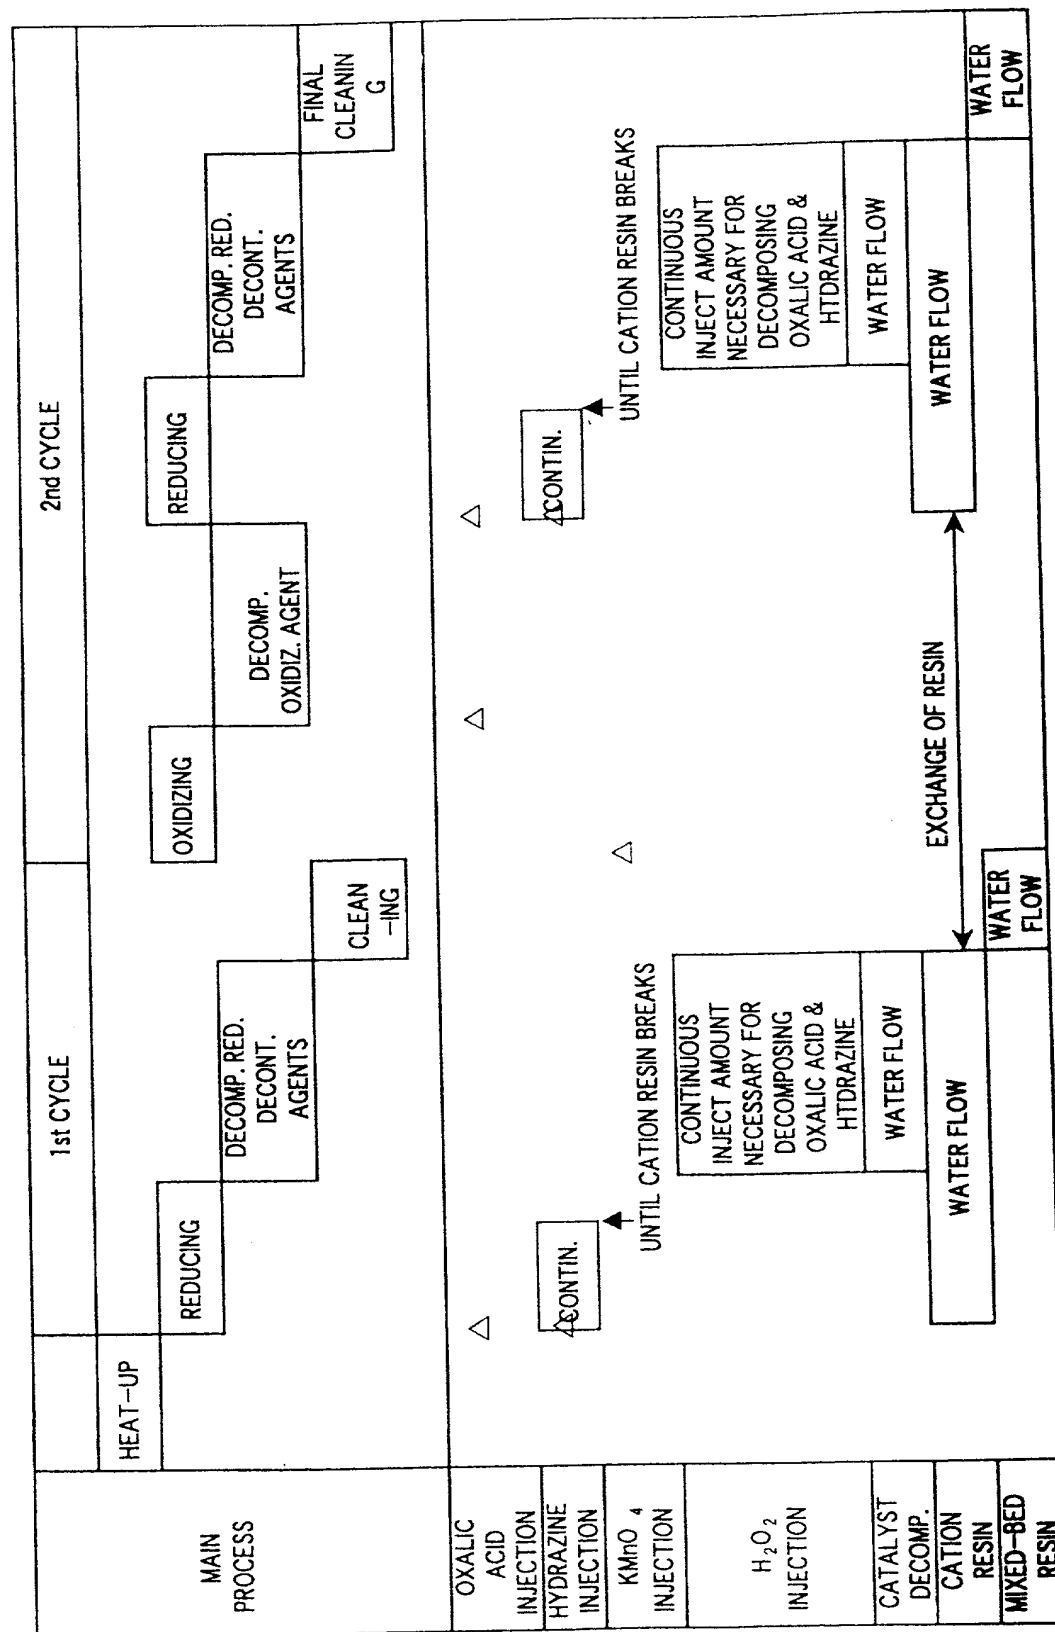 1st CYCLE
2nd CYCLE
MAIN
PROCESS
HEAT-UP
REDUCING
DECOMP. RED.
DECONT.
AGENTS
CLEAN
-ING
OXIDIZING
DECOMP.
OXIDIZ. AGENT
REDUCING
DECOMP. RED.
DECONT.
AGENTS
FINAL
CLEANIN
G
OXALIC
ACID
INJECTION
HYDRAZINE
INJECTION
CONTIN.
CONTIN.
KMnO4
INJECTION
UNTIL CATION RESIN BREAKS
UNTIL CATION RESIN BREAKS
H2O2
INJECTION
CONTINUOUS
INJECT AMOUNT
NECESSARY FOR
DECOMPOSING
OXALIC ACID &
HTDRAZINE
CONTINUOUS
INJECT AMOUNT
NECESSARY FOR
DECOMPOSING
OXALIC ACID &
HTDRAZINE
CATALYST
DECOMP.
WATER FLOW
WATER FLOW
CATION
RESIN
WATER FLOW
EXCHANGE OF RESIN
WATER FLOW
MIXED-BED
RESIN
WATER
FLOW
WATER
FLOW